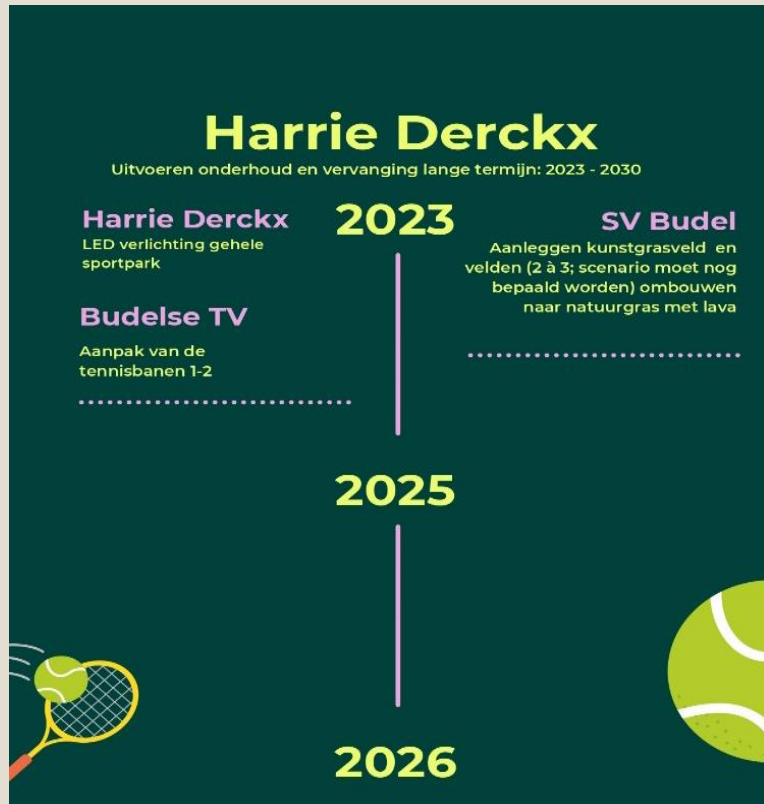 Harrie Derckx
Uitvoeren onderhoud en vervanging lange termijn: 2023 - 2030
2023
Harrie Derckx
LED verlichting gehele
sportpark
Budelse TV
Aanpak van de
tennisbanen 1-2
SV Budel
Aanleggen kunstgrasveld en
velden (2 à 3; scenario moet nog
bepaald worden) ombouwen
naar natuurgras met lava
2025
2026